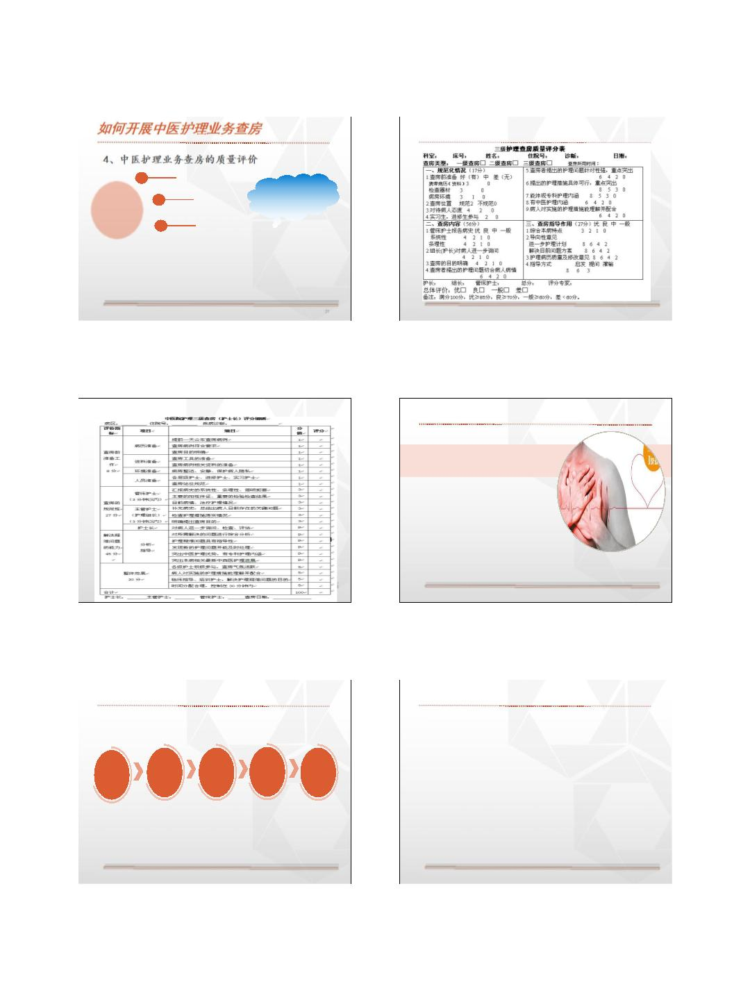 如何开展中医护理业务查房
4、中医护理业务查房的质量评价
三级护理查房质量评分表
科室： 床号： 姓名： 住院号： 诊断： 日期：
查房类型： 一级查房□ 二级查房□ 三级查房□ 查房所用时间：
一、规范化情况（17分）
1.查房前准备 好（有） 中 差（无）
携带病历（资料）3 0
检查器材 3 0
病房环境 3 1 0
2.查房位置 规范2 不规范0
3.对待病人态度 4 2 0
4.实习生，进修生参与 2 0
二、查房内容（56分）
1.管床护士报告病史 优 良 中 一般
系统性 4 2 1 0
条理性 4 2 1 0
2.组长(护长)对病人进一步询问
4 2 1 0
3.查房的目的明确 4 2 1 0
4.查房者提出的护理问题切合病人病情
6 4 2 0
5.查房者提出的护理问题针对性强，重点突出
6 4 2 0
6.提出的护理措施具体可行，重点突出
8 5 3 0
7.能体现专科护理内涵 8 5 3 0
8.有中医护理内涵 6 4 2 0
9.病人对实施的护理措施能理解并配合
6 4 2 0
三、查房指导作用（27分）优 良 中 一般
1.综合本病特点 3 2 1 0
2.导向性意见
进一步护理计划 8 6 4 2
解决目前问题方案 8 6 4 2
3.护理病历质量及修改意见 8 6 4 2
4.指导方式 启发 提问 灌输
8 6 3
护长： 组长： 管床护士： 总分： 评分专家：
总体评价：优□ 良□ 一般□ 差□
备注：满分100分，优≥85分，良≥70分，一般≥60分，差＜60分。
中医院护理三级查房（护士长）评分细则
病区： 住院号： 疾病诊断：
评价指标 项目 细目 分值 评分
查房前准备工作 8分
病历准备 提前一天公布查房病例 1
查房病例符合要求 1
查房目的明确 1
资料准备 查房工具的准备 1
查房病例相关资料的准备 1
环境准备 病房整洁、安静、保护病人隐私 1
人员准备 各层级护士、进修护士、实习护士 1
查房站位规范 1
查房的规范性 27分
管床护士（3分钟以内） 汇报病史的系统性、条理性、简明扼要 3
主要的阳性体征、重要的检验检查结果 3
目前病情、治疗护理情况 3
主管护士（护理组长）（3分钟以内） 补充病史，总结出病人目前存在的关键问题 3
检查护理措施落实情况 3
明确提出查房目的 3
护士长 对病人进一步询问、检查、评估 9
解决疑难问题的能力 45分
分析指导 对所需解决的问题进行综合分析 9
护理疑难问题具有指导性 9
发现新的护理问题并能及时处理 9
突出中医护理优势，有专科护理内涵 9
突出本病相关最新中西医护理进展 9
整体效果 20分
各级护士积极参与，查房气氛活跃 5
病人对实施的护理措施能理解并配合 5
临床指导、培训护士，解决护理疑难问题的目的 5
时间分配合理，控制在30分钟内 5
合计 100
护士长： 主管护士： 管床护士： 查房日期：